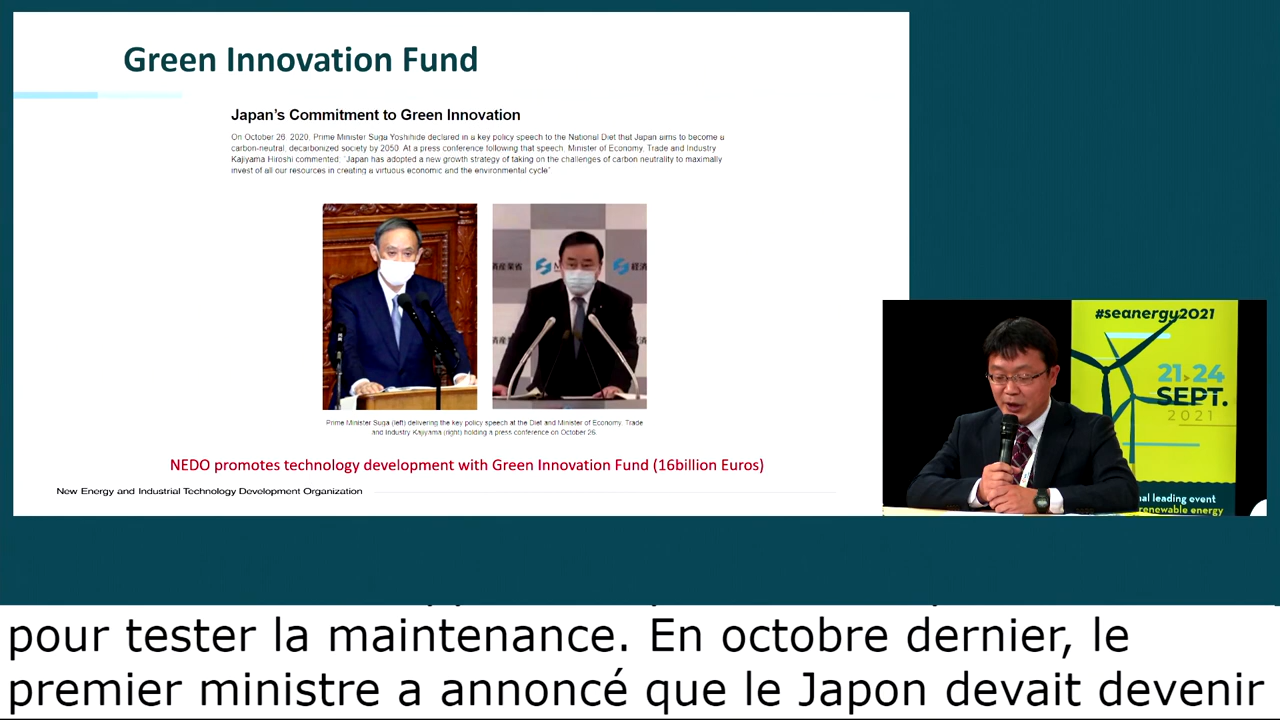 Green Innovation Fund
Japan's Commitment to Green Innovation
On October 26, 2020, Prime Minister Suga Yoshihide declared in a key policy speech to the National Diet that Japan aims to become a
carbon-neutral, decarbonized society by 2050. At a press conference following that speech, Minister of Economy, Trade and Industry
Kajiyama Hiroshi commented, "Japan has adopted a new growth strategy of taking on the challenges of carbon neutrality to maximally
invest of all our resources in creating a virtuous economic and the environmental cycle"
済産業省
経済
Prime Minister Suga (left) delivering the key policy speech at the Diet and Minister of Economy, Trade
and Industry Kajiyama (right) holding a press conference on October 26.
NEDO promotes technology development with Green Innovation Fund (16billion Euros)
New Energy and Industrial Technology Development Organization
#seanergy2021
21>24
SEPT.
2021
al leading event
renewable energy
pour tester la maintenance. En octobre dernier, le
premier ministre a annoncé que le Japon devait devenir